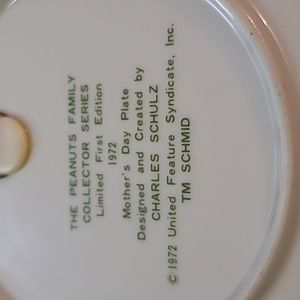 THE PEANUTS FAMILY
COLLECTOR SERIES
Limited First Edition
1972
Mother's Day Plate
Designed and Created by
CHARLES SCHULZ
© 1972 United Feature Syndicate, Inc.
TM SCHMID